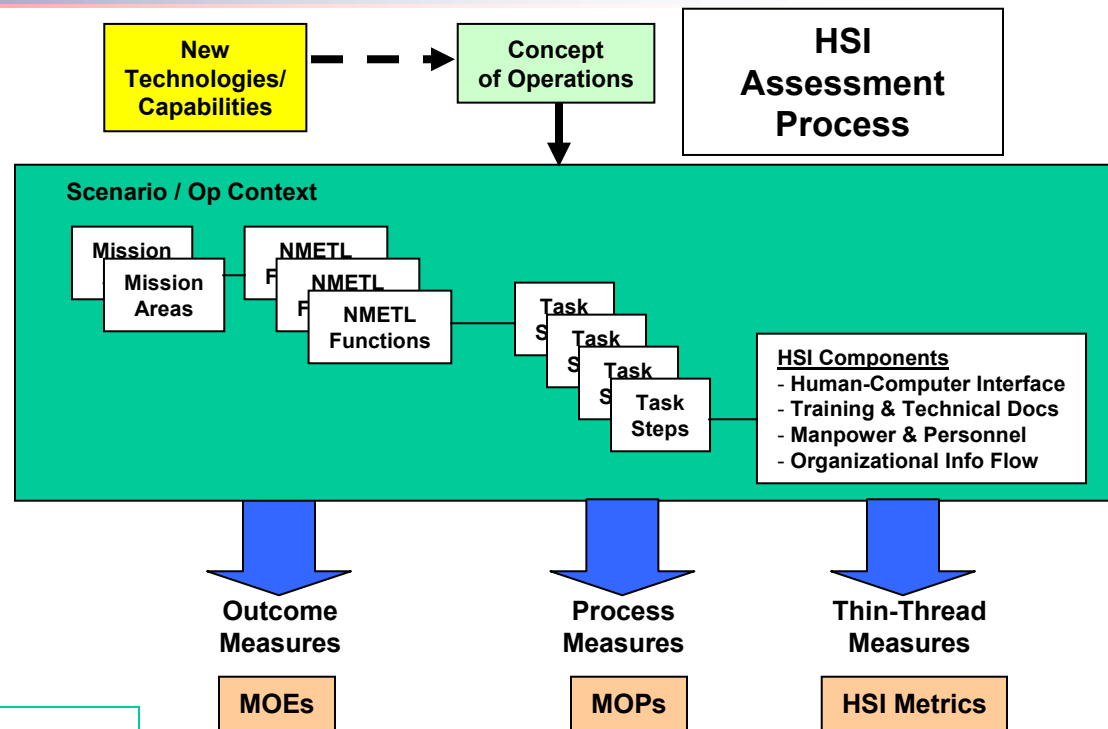 New
Technologies/
Capabilities
Concept
of Operations
HSI
Assessment
Process
Scenario / Op Context
Mission
Mission
Areas
NMETL
F
NMETL
F
NMETL
Functions
Task
S
Task
S
Task
S
Task
Steps
HSI Components
- Human-Computer Interface
- Training & Technical Docs
- Manpower & Personnel
- Organizational Info Flow
Outcome
Measures
Process
Measures
Thin-Thread
Measures
MOEs
MOPs
HSI Metrics